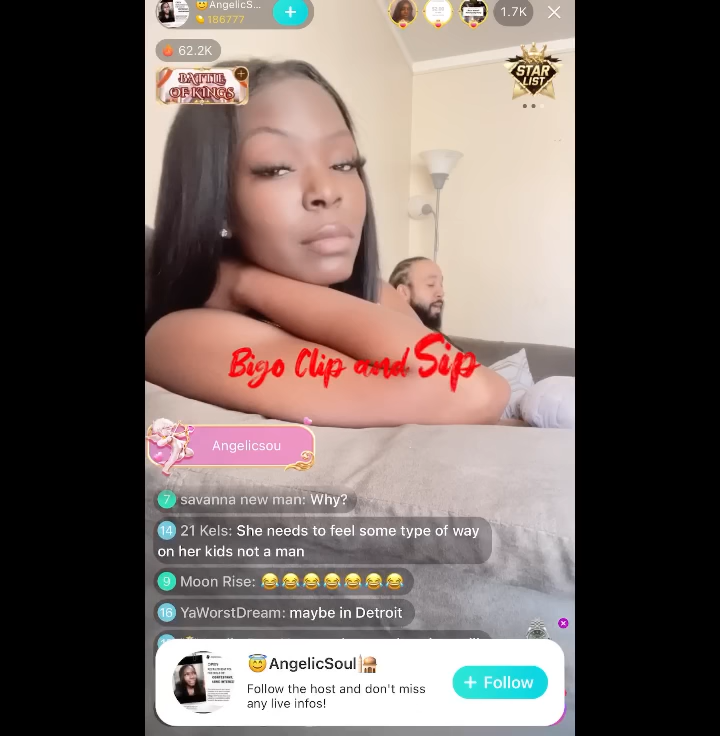 😇AngelicS...
186777
1.7K
62.2K
BATTLE
OF KINGS
STAR
LIST
Bigo Clip and Sip
Angelicsou
7 savanna new man: Why?
14 21 Kels: She needs to feel some type of way
on her kids not a man
9 Moon Rise: 😂😂😂😂😂😂😂
16 YaWorstDream: maybe in Detroit
😇AngelicSoul🕌
Follow the host and don't miss
any live infos!
+ Follow